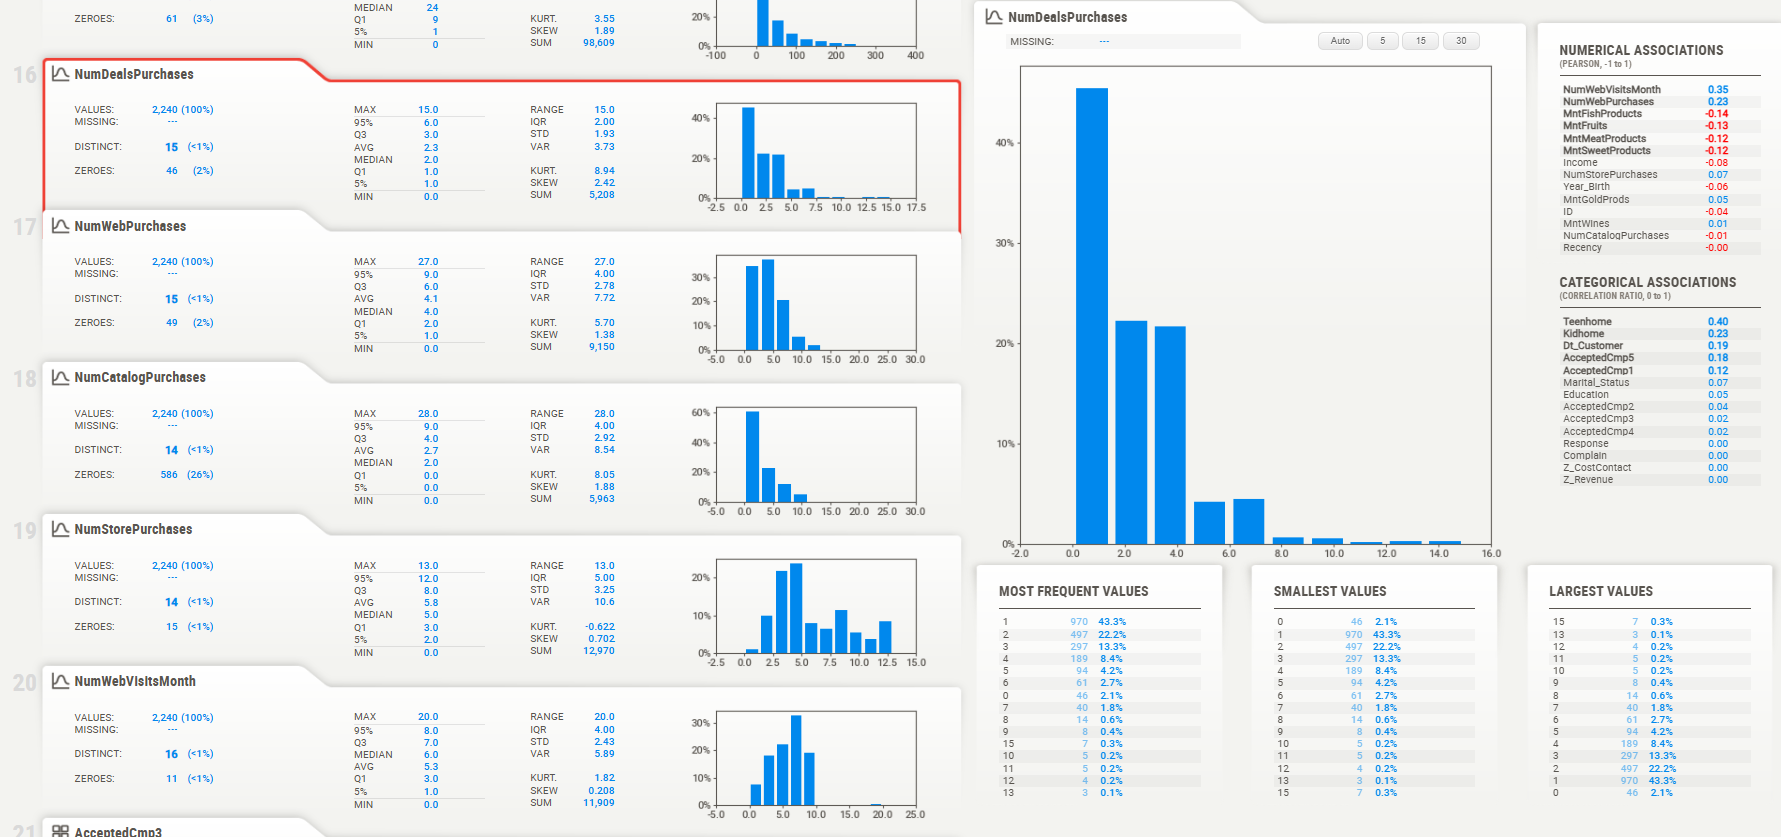 ZEROES: 61 (3%)
MEDIAN 24
Q1 9
5% 1
MIN 0
KURT. 3.55
SKEW 1.89
SUM 98,609
20%
0%
-100 0 100 200 300 400
16
NumDealsPurchases
VALUES: 2,240 (100%)
MISSING: ---
DISTINCT: 15 (<1%)
ZEROES: 46 (2%)
MAX 15.0
95% 6.0
Q3 3.0
AVG 2.3
MEDIAN 2.0
Q1 1.0
5% 1.0
MIN 0.0
RANGE 15.0
IQR 2.00
STD 1.93
VAR 3.73
KURT. 8.94
SKEW 2.42
SUM 5,208
40%
20%
0%
-2.5 0.0 2.5 5.0 7.5 10.0 12.5 15.0 17.5
17
NumWebPurchases
VALUES: 2,240 (100%)
MISSING: ---
DISTINCT: 15 (<1%)
ZEROES: 49 (2%)
MAX 27.0
95% 9.0
Q3 6.0
AVG 4.1
MEDIAN 4.0
Q1 2.0
5% 1.0
MIN 0.0
RANGE 27.0
IQR 4.00
STD 2.78
VAR 7.72
KURT. 5.70
SKEW 1.38
SUM 9,150
30%
20%
10%
0%
-5.0 0.0 5.0 10.0 15.0 20.0 25.0 30.0
18
NumCatalogPurchases
VALUES: 2,240 (100%)
MISSING: ---
DISTINCT: 14 (<1%)
ZEROES: 586 (26%)
MAX 28.0
95% 9.0
Q3 4.0
AVG 2.7
MEDIAN 2.0
Q1 0.0
5% 0.0
MIN 0.0
RANGE 28.0
IQR 4.00
STD 2.92
VAR 8.54
KURT. 8.05
SKEW 1.88
SUM 5,963
60%
40%
20%
0%
-5.0 0.0 5.0 10.0 15.0 20.0 25.0 30.0
19
NumStorePurchases
VALUES: 2,240 (100%)
MISSING: ---
DISTINCT: 14 (<1%)
ZEROES: 15 (<1%)
MAX 13.0
95% 12.0
Q3 8.0
AVG 5.8
MEDIAN 5.0
Q1 3.0
5% 2.0
MIN 0.0
RANGE 13.0
IQR 5.00
STD 3.25
VAR 10.6
KURT. -0.622
SKEW 0.702
SUM 12,970
20%
10%
0%
-2.5 0.0 2.5 5.0 7.5 10.0 12.5 15.0
20
NumWebVisitsMonth
VALUES: 2,240 (100%)
MISSING: ---
DISTINCT: 16 (<1%)
ZEROES: 11 (<1%)
MAX 20.0
95% 8.0
Q3 7.0
MEDIAN 6.0
AVG 5.3
Q1 3.0
5% 1.0
MIN 0.0
RANGE 20.0
IQR 4.00
STD 2.43
VAR 5.89
KURT. 1.82
SKEW 0.208
SUM 11,909
30%
20%
10%
0%
-5.0 0.0 5.0 10.0 15.0 20.0 25.0
21
AcceptedCmp3
NumDealsPurchases
MISSING: ---
Auto 5 15 30
40%
30%
20%
10%
0%
-2.0 0.0 2.0 4.0 6.0 8.0 10.0 12.0 14.0 16.0
NUMERICAL ASSOCIATIONS
(PEARSON, -1 to 1)
NumWebVisitsMonth 0.35
NumWebPurchases 0.23
MntFishProducts -0.14
MntFruits -0.13
MntMeatProducts -0.12
MntSweetProducts -0.12
Income -0.08
NumStorePurchases 0.07
Year_Birth -0.06
MntGoldProds 0.05
ID -0.04
MntWines 0.01
NumCatalogPurchases -0.01
Recency -0.00
CATEGORICAL ASSOCIATIONS
(CORRELATION RATIO, 0 to 1)
Teenhome 0.40
Kidhome 0.23
Dt_Customer 0.19
AcceptedCmp5 0.18
AcceptedCmp1 0.12
Marital_Status 0.07
Education 0.05
AcceptedCmp2 0.04
AcceptedCmp3 0.02
AcceptedCmp4 0.02
Response 0.00
Complain 0.00
Z_CostContact 0.00
Z_Revenue 0.00
MOST FREQUENT VALUES
1 970 43.3%
2 497 22.2%
3 297 13.3%
4 189 8.4%
5 94 4.2%
6 61 2.7%
0 46 2.1%
7 40 1.8%
8 14 0.6%
9 8 0.4%
15 7 0.3%
10 5 0.2%
11 5 0.2%
12 4 0.2%
13 3 0.1%
SMALLEST VALUES
0 46 2.1%
1 970 43.3%
2 497 22.2%
3 297 13.3%
4 189 8.4%
5 94 4.2%
6 61 2.7%
7 40 1.8%
8 14 0.6%
9 8 0.4%
10 5 0.2%
11 5 0.2%
12 4 0.2%
13 3 0.1%
15 7 0.3%
LARGEST VALUES
15 7 0.3%
13 3 0.1%
12 4 0.2%
11 5 0.2%
10 5 0.2%
9 8 0.4%
8 14 0.6%
7 40 1.8%
6 61 2.7%
5 94 4.2%
4 189 8.4%
3 297 13.3%
2 497 22.2%
1 970 43.3%
0 46 2.1%